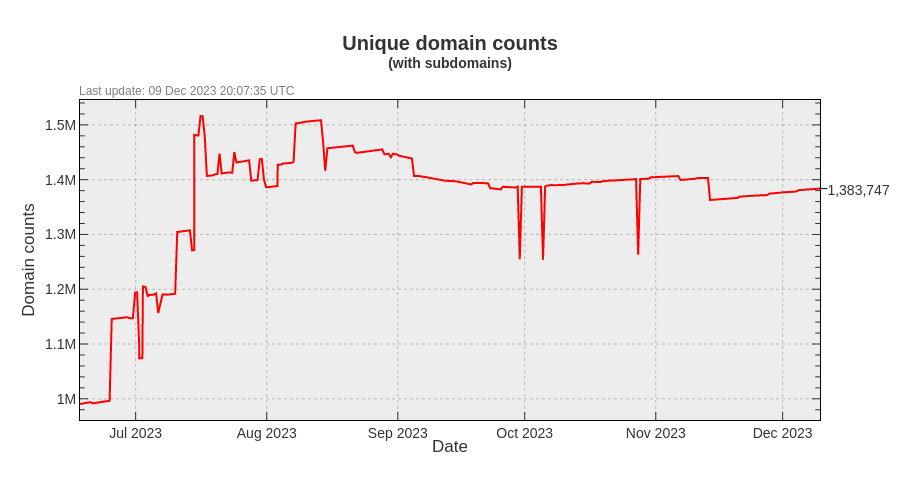 Unique domain counts
(with subdomains)
Last update: 09 Dec 2023 20:07:35 UTC
1.5M
1.4M
1.3M
1.2M
1.1M
1M
Domain counts
1,383,747
Jul 2023 Aug 2023 Sep 2023 Oct 2023 Nov 2023 Dec 2023
Date